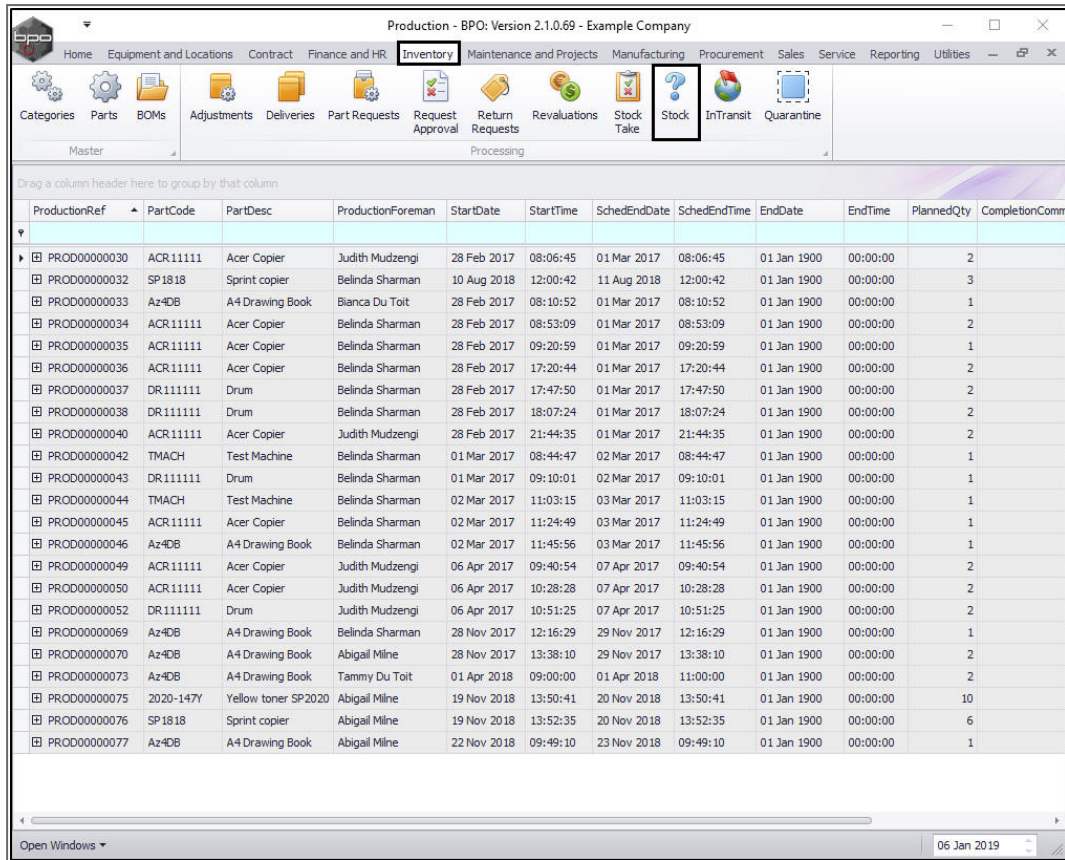 Production - BPO: Version 2.1.0.69 - Example Company
bpo
Home Equipment and Locations Contract Finance and HR Inventory Maintenance and Projects Manufacturing Procurement Sales Service Reporting Utilities
Categories Parts BOMs Adjustments Deliveries Part Requests Request Approval Return Requests Revaluations Stock Take Stock InTransit Quarantine
Master Processing
Drag a column header here to group by that column
ProductionRef PartCode PartDesc ProductionForeman StartDate StartTime SchedEndDate SchedEndTime EndDate EndTime PlannedQty CompletionComm
PROD00000030 ACR11111 Acer Copier Judith Mudzengi 28 Feb 2017 08:06:45 01 Mar 2017 08:06:45 01 Jan 1900 00:00:00 2
PROD00000032 SP1818 Sprint copier Belinda Sharman 10 Aug 2018 12:00:42 11 Aug 2018 12:00:42 01 Jan 1900 00:00:00 3
PROD00000033 Az4DB A4 Drawing Book Bianca Du Toit 28 Feb 2017 08:10:52 01 Mar 2017 08:10:52 01 Jan 1900 00:00:00 1
PROD00000034 ACR11111 Acer Copier Belinda Sharman 28 Feb 2017 08:53:09 01 Mar 2017 08:53:09 01 Jan 1900 00:00:00 2
PROD00000035 ACR11111 Acer Copier Belinda Sharman 28 Feb 2017 09:20:59 01 Mar 2017 09:20:59 01 Jan 1900 00:00:00 1
PROD00000036 ACR11111 Acer Copier Belinda Sharman 28 Feb 2017 17:20:44 01 Mar 2017 17:20:44 01 Jan 1900 00:00:00 2
PROD00000037 DR111111 Drum Belinda Sharman 28 Feb 2017 17:47:50 01 Mar 2017 17:47:50 01 Jan 1900 00:00:00 2
PROD00000038 DR111111 Drum Belinda Sharman 28 Feb 2017 18:07:24 01 Mar 2017 18:07:24 01 Jan 1900 00:00:00 2
PROD00000040 ACR11111 Acer Copier Judith Mudzengi 28 Feb 2017 21:44:35 01 Mar 2017 21:44:35 01 Jan 1900 00:00:00 2
PROD00000042 TMACH Test Machine Belinda Sharman 01 Mar 2017 08:44:47 02 Mar 2017 08:44:47 01 Jan 1900 00:00:00 1
PROD00000043 DR111111 Drum Belinda Sharman 01 Mar 2017 09:10:01 02 Mar 2017 09:10:01 01 Jan 1900 00:00:00 1
PROD00000044 TMACH Test Machine Belinda Sharman 02 Mar 2017 11:03:15 03 Mar 2017 11:03:15 01 Jan 1900 00:00:00 1
PROD00000045 ACR11111 Acer Copier Belinda Sharman 02 Mar 2017 11:24:49 03 Mar 2017 11:24:49 01 Jan 1900 00:00:00 1
PROD00000046 Az4DB A4 Drawing Book Belinda Sharman 02 Mar 2017 11:45:56 03 Mar 2017 11:45:56 01 Jan 1900 00:00:00 1
PROD00000049 ACR11111 Acer Copier Judith Mudzengi 06 Apr 2017 09:40:54 07 Apr 2017 09:40:54 01 Jan 1900 00:00:00 2
PROD00000050 ACR11111 Acer Copier Judith Mudzengi 06 Apr 2017 10:28:28 07 Apr 2017 10:28:28 01 Jan 1900 00:00:00 2
PROD00000052 DR111111 Drum Judith Mudzengi 06 Apr 2017 10:51:25 07 Apr 2017 10:51:25 01 Jan 1900 00:00:00 2
PROD00000069 Az4DB A4 Drawing Book Belinda Sharman 28 Nov 2017 12:16:29 29 Nov 2017 12:16:29 01 Jan 1900 00:00:00 1
PROD00000070 Az4DB A4 Drawing Book Abigail Milne 28 Nov 2017 13:38:10 29 Nov 2017 13:38:10 01 Jan 1900 00:00:00 2
PROD00000073 Az4DB A4 Drawing Book Tammy Du Toit 01 Apr 2018 09:00:00 01 Apr 2018 11:00:00 01 Jan 1900 00:00:00 2
PROD00000075 2020-147Y Yellow toner SP2020 Abigail Milne 19 Nov 2018 13:50:41 20 Nov 2018 13:50:41 01 Jan 1900 00:00:00 10
PROD00000076 SP1818 Sprint copier Abigail Milne 19 Nov 2018 13:52:35 20 Nov 2018 13:52:35 01 Jan 1900 00:00:00 6
PROD00000077 Az4DB A4 Drawing Book Abigail Milne 22 Nov 2018 09:49:10 23 Nov 2018 09:49:10 01 Jan 1900 00:00:00 1
Open Windows 06 Jan 2019